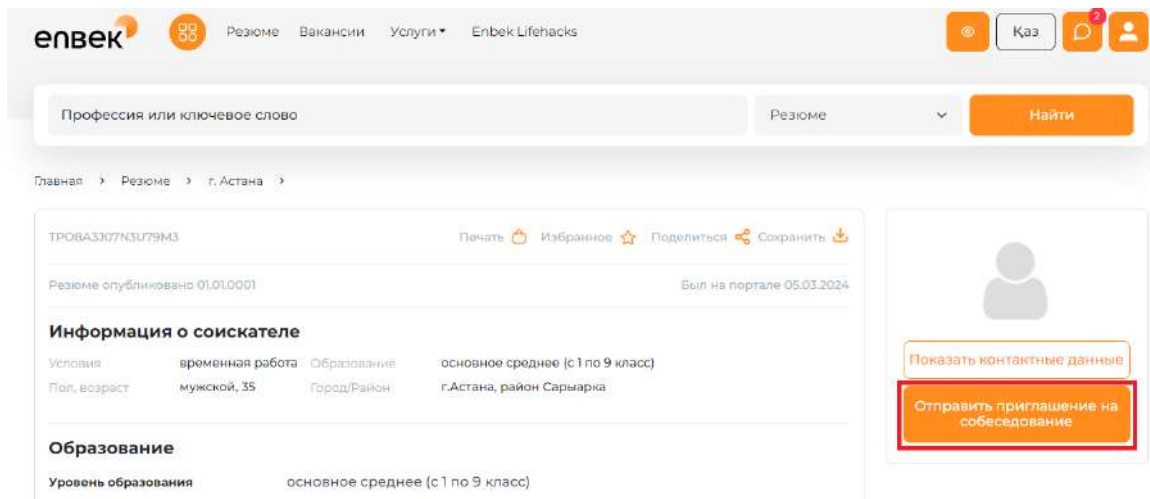 enbek
Резюме Вакансии Услуги Enbek Lifehacks
Қаз
2
Профессия или ключевое слово
Резюме
Найти
Главная > Резюме > г. Астана >
TPOBA3J07N3U79M3
Печать Избранное Поделиться Сохранить
Резюме опубликовано 01.01.0001
Был на портале 05.03.2024
Информация о соискателе
Условия временная работа Образование основное среднее (с 1 по 9 класс)
Пол, возраст мужской, 35 Город/Район г.Астана, район Сарыарка
Образование
Уровень образования основное среднее (с 1 по 9 класс)
Показать контактные данные
Отправить приглашение на
собеседование